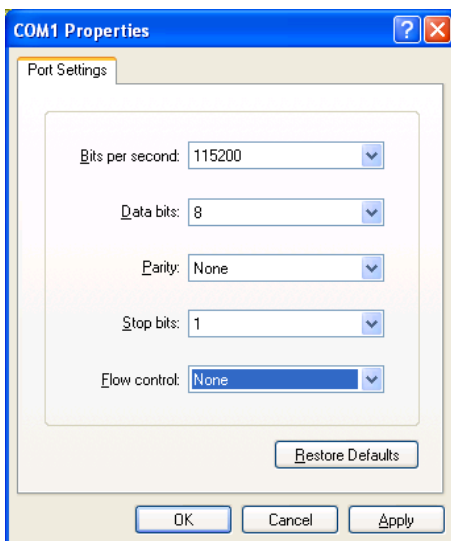 COM1 Properties
Port Settings
Bits per second: 115200
Data bits: 8
Parity: None
Stop bits: 1
Flow control: None
Restore Defaults
OK Cancel Apply